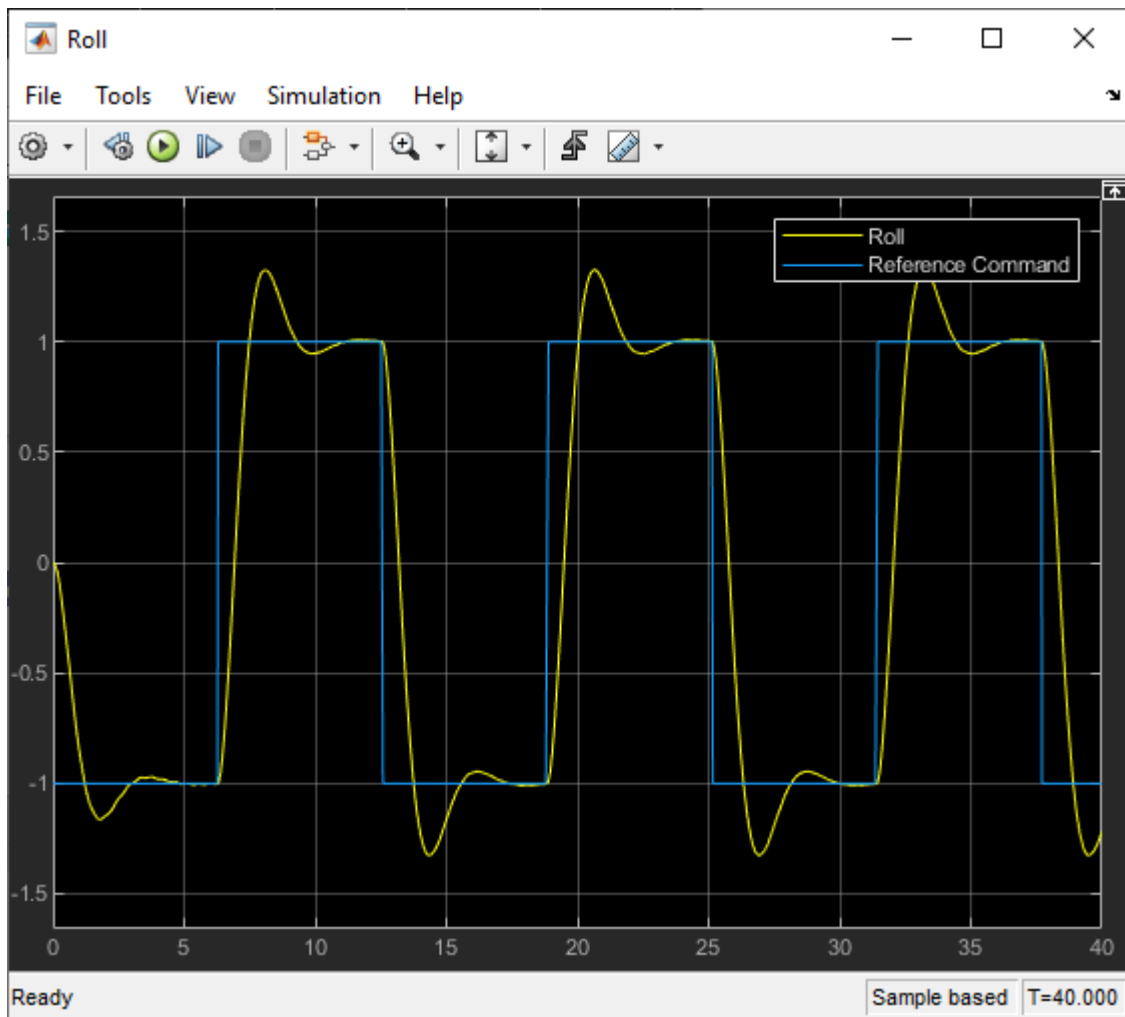 Roll
File Tools View Simulation Help
Roll
Reference Command
1.5
1
0.5
0
-0.5
-1
-1.5
0 5 10 15 20 25 30 35 40
Ready Sample based T=40.000